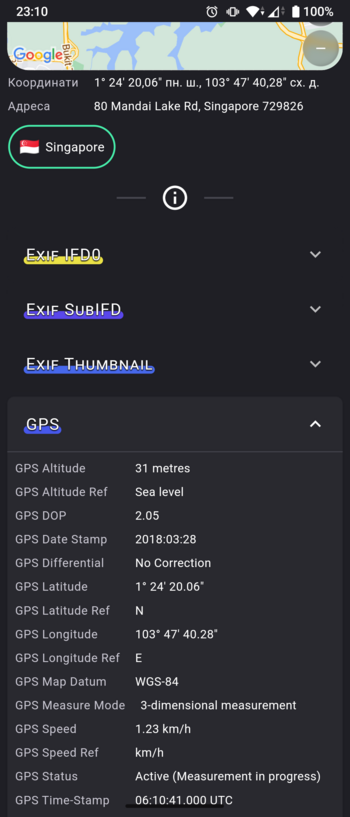 23:10
100%
Google
Bukit
Координати 1° 24' 20,06" пн. ш., 103° 47' 40,28" сх. д.
Адреса 80 Mandai Lake Rd, Singapore 729826
Singapore
Exif IFD0
Exif SubIFD
Exif Thumbnail
GPS
GPS Altitude 31 metres
GPS Altitude Ref Sea level
GPS DOP 2.05
GPS Date Stamp 2018:03:28
GPS Differential No Correction
GPS Latitude 1° 24' 20.06"
GPS Latitude Ref N
GPS Longitude 103° 47' 40.28"
GPS Longitude Ref E
GPS Map Datum WGS-84
GPS Measure Mode 3-dimensional measurement
GPS Speed 1.23 km/h
GPS Speed Ref km/h
GPS Status Active (Measurement in progress)
GPS Time-Stamp 06:10:41.000 UTC